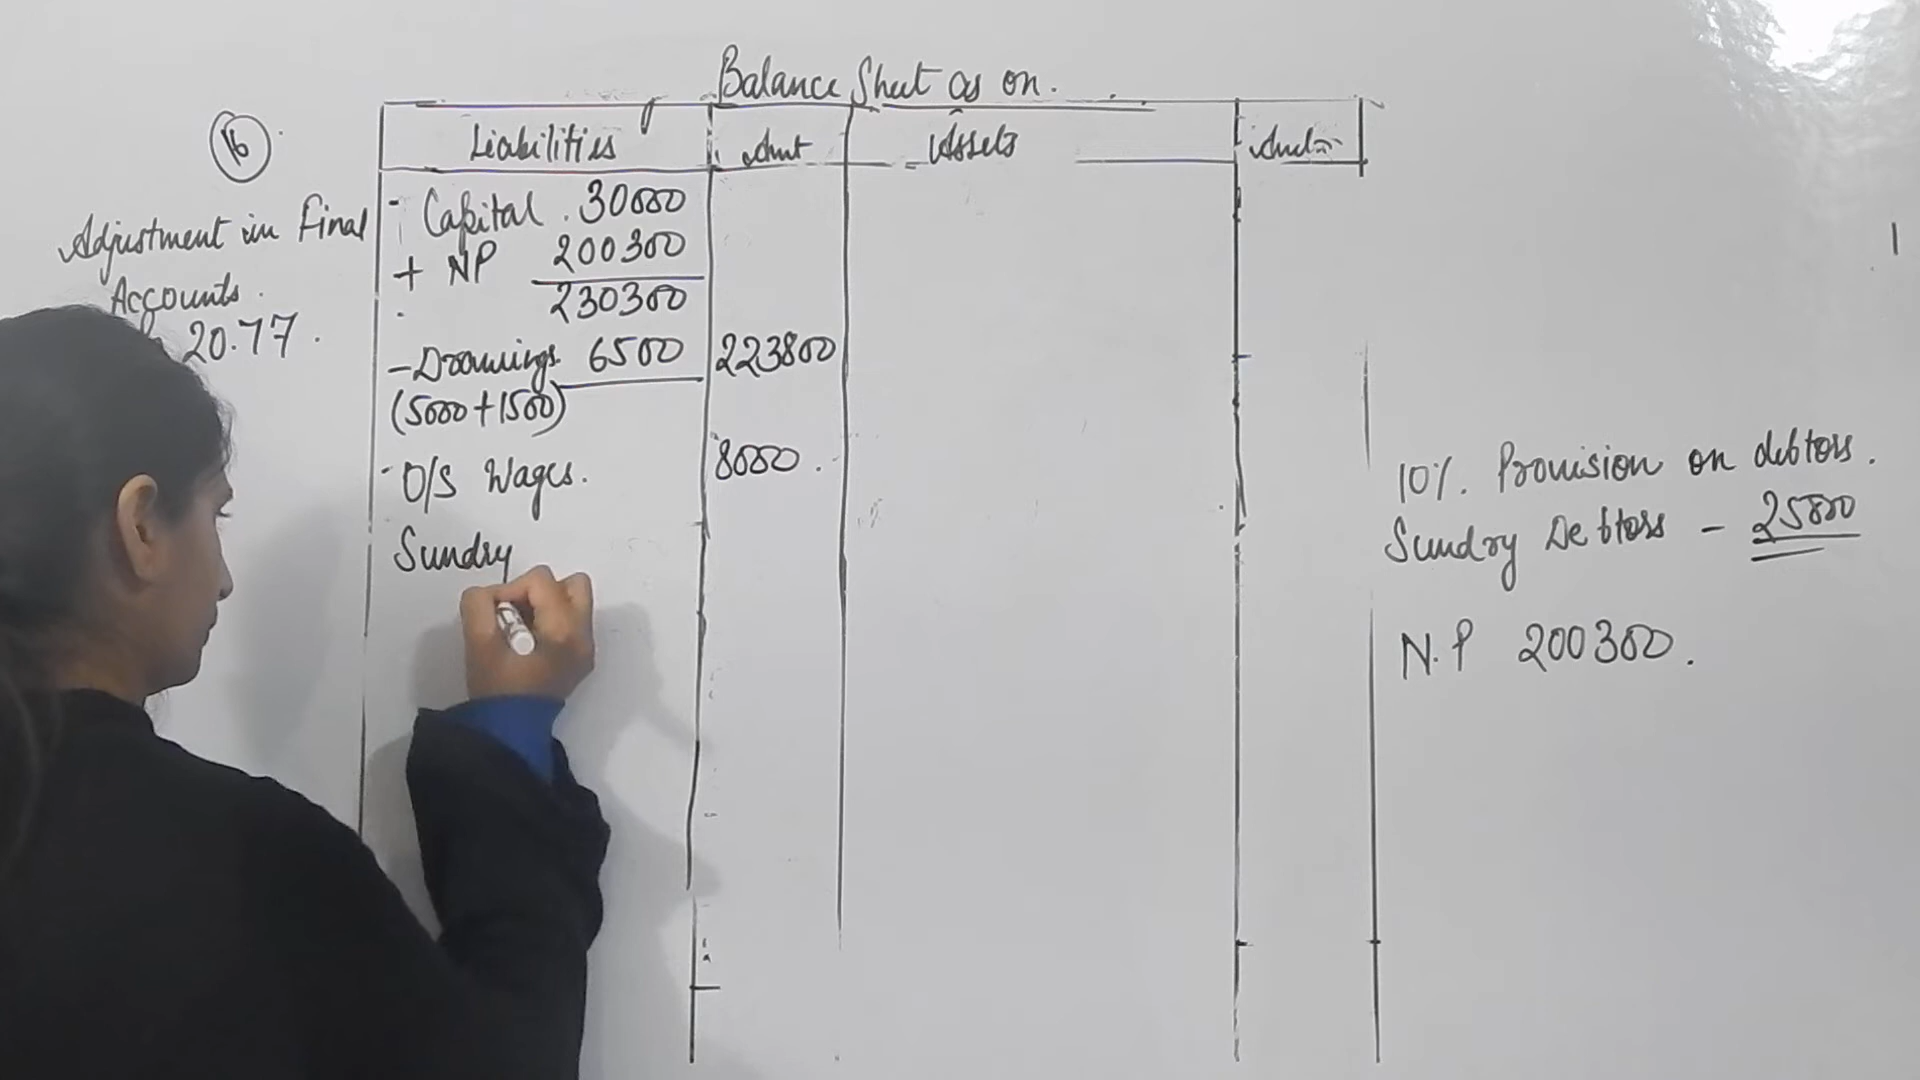 Balance Sheet as on.
16
Adjustment in Final
Accounts.
20.77.
Liabilities Amt Assets
- Capital. 30000
+ NP 200300
230300
- Drawings. 6500 223800
(5000+1500)
- O/S Wages. 8000.
Sundry
10%. Provision on debtors.
Sundry Debtors - 25000
N.P 200300.